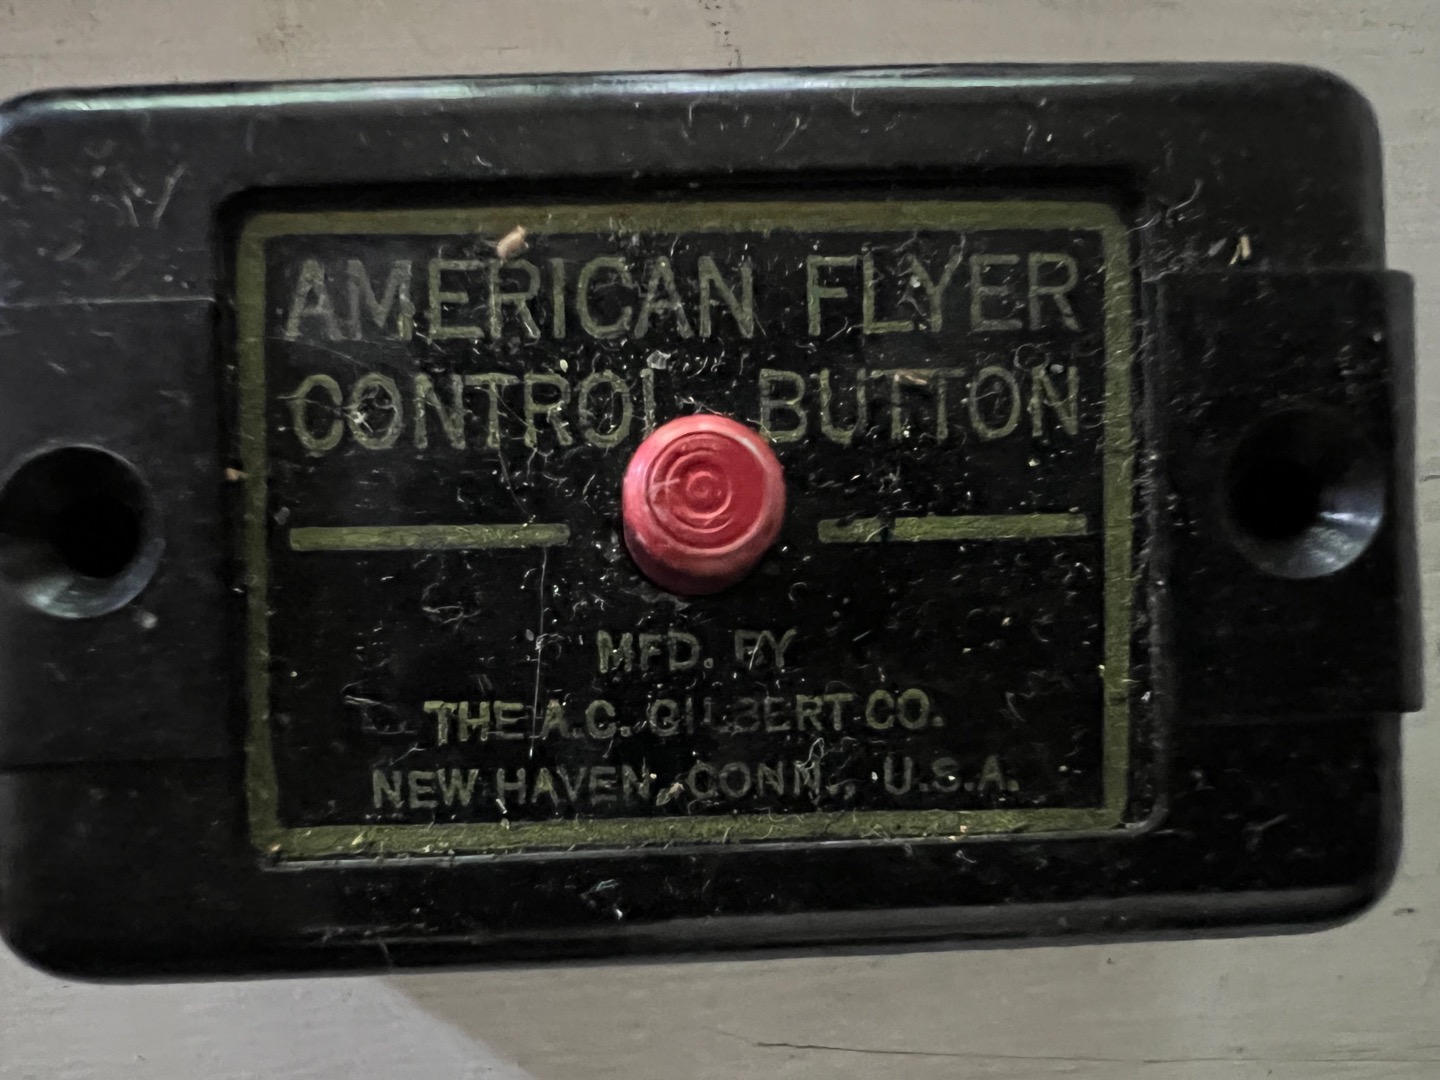 AMERICAN FLYER
CONTROL BUTTON
MFD. BY
THE A.C. GILBERT CO.
NEW HAVEN, CONN., U.S.A.